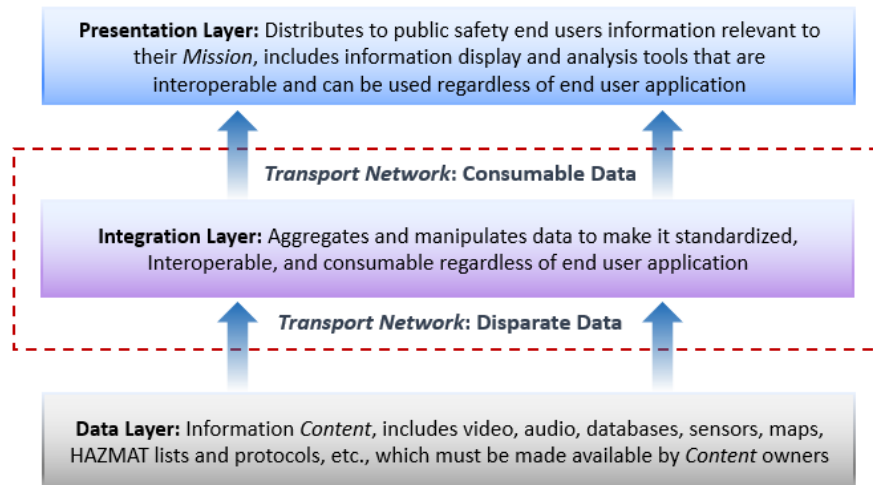 Presentation Layer: Distributes to public safety end users information relevant to
their Mission, includes information display and analysis tools that are
interoperable and can be used regardless of end user application
Transport Network: Consumable Data
Integration Layer: Aggregates and manipulates data to make it standardized,
Interoperable, and consumable regardless of end user application
Transport Network: Disparate Data
Data Layer: Information Content, includes video, audio, databases, sensors, maps,
HAZMAT lists and protocols, etc., which must be made available by Content owners